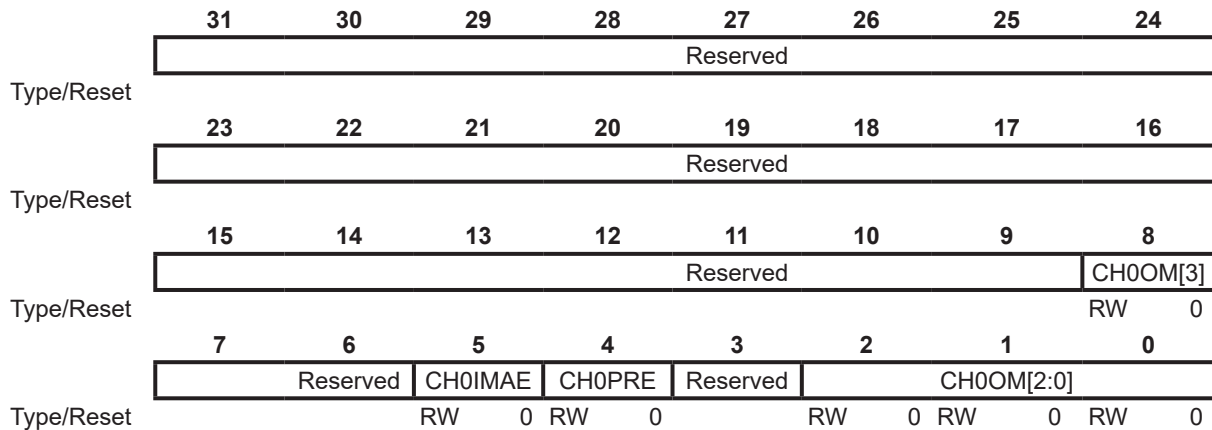 31 30 29 28 27 26 25 24
Reserved
Type/Reset
23 22 21 20 19 18 17 16
Reserved
Type/Reset
15 14 13 12 11 10 9 8
Reserved CH0OM[3]
Type/Reset RW 0
7 6 5 4 3 2 1 0
Reserved CH0IMAE CH0PRE Reserved CH0OM[2:0]
Type/Reset RW 0 RW 0 RW 0 RW 0 RW 0